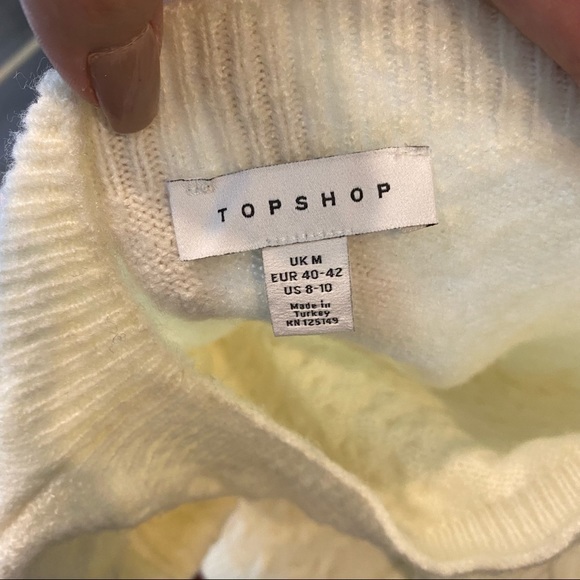 TOPSHOP
UK M
EUR 40-42
US 8-10
Made in
Turkey
KN 125149